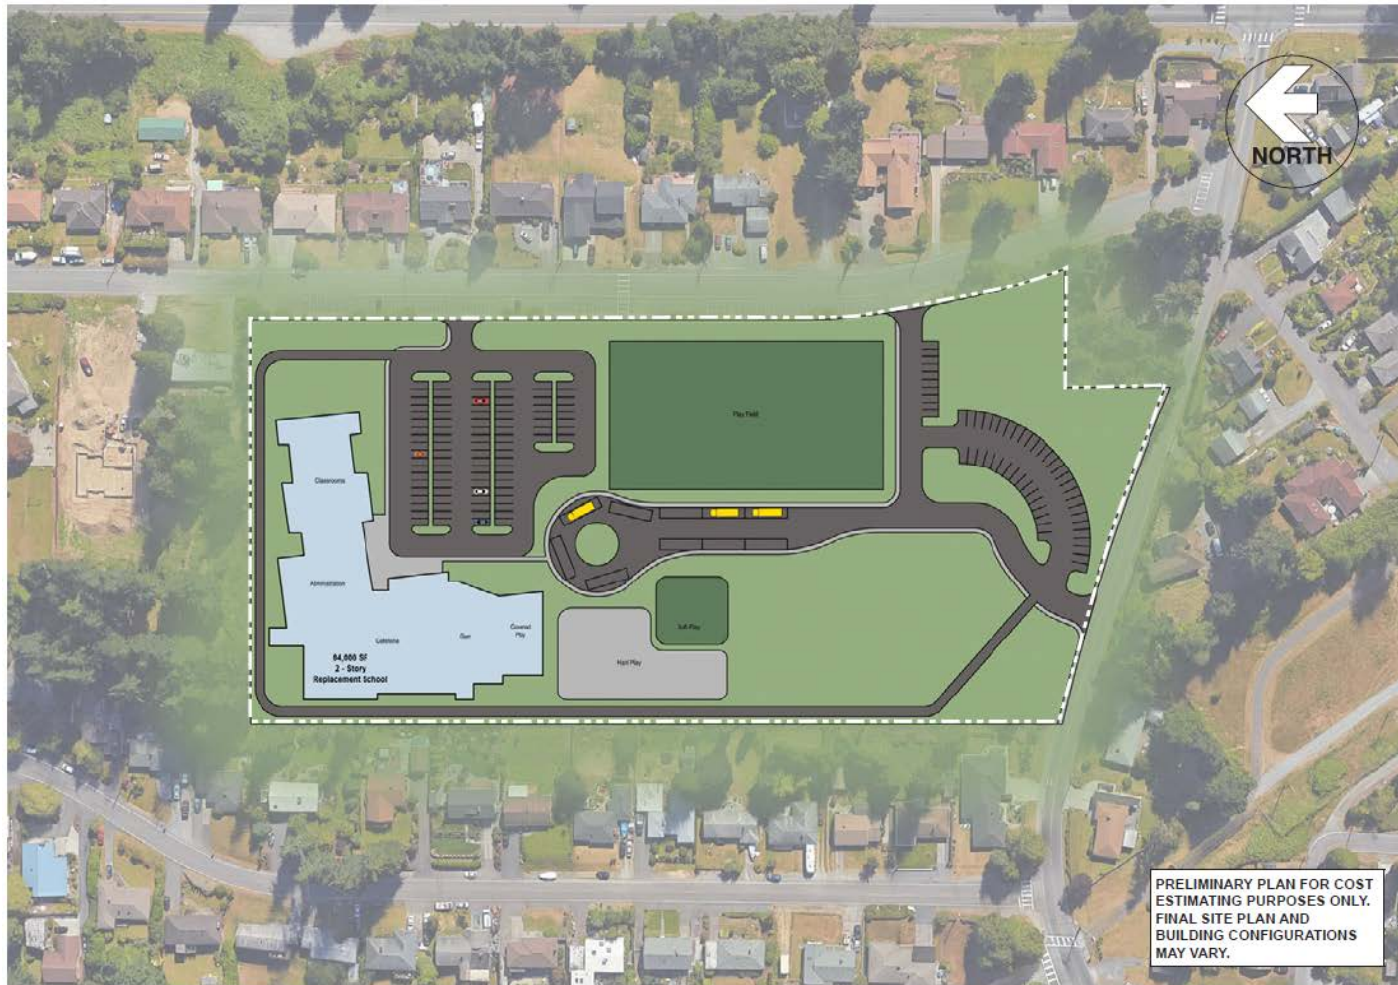 NORTH
Play Field
Classrooms
Administration
Cafeteria
Gym
Covered
Play
Soft Play
Hard Play
64,000 SF
2 - Story
Replacement School
PRELIMINARY PLAN FOR COST
ESTIMATING PURPOSES ONLY.
FINAL SITE PLAN AND
BUILDING CONFIGURATIONS
MAY VARY.